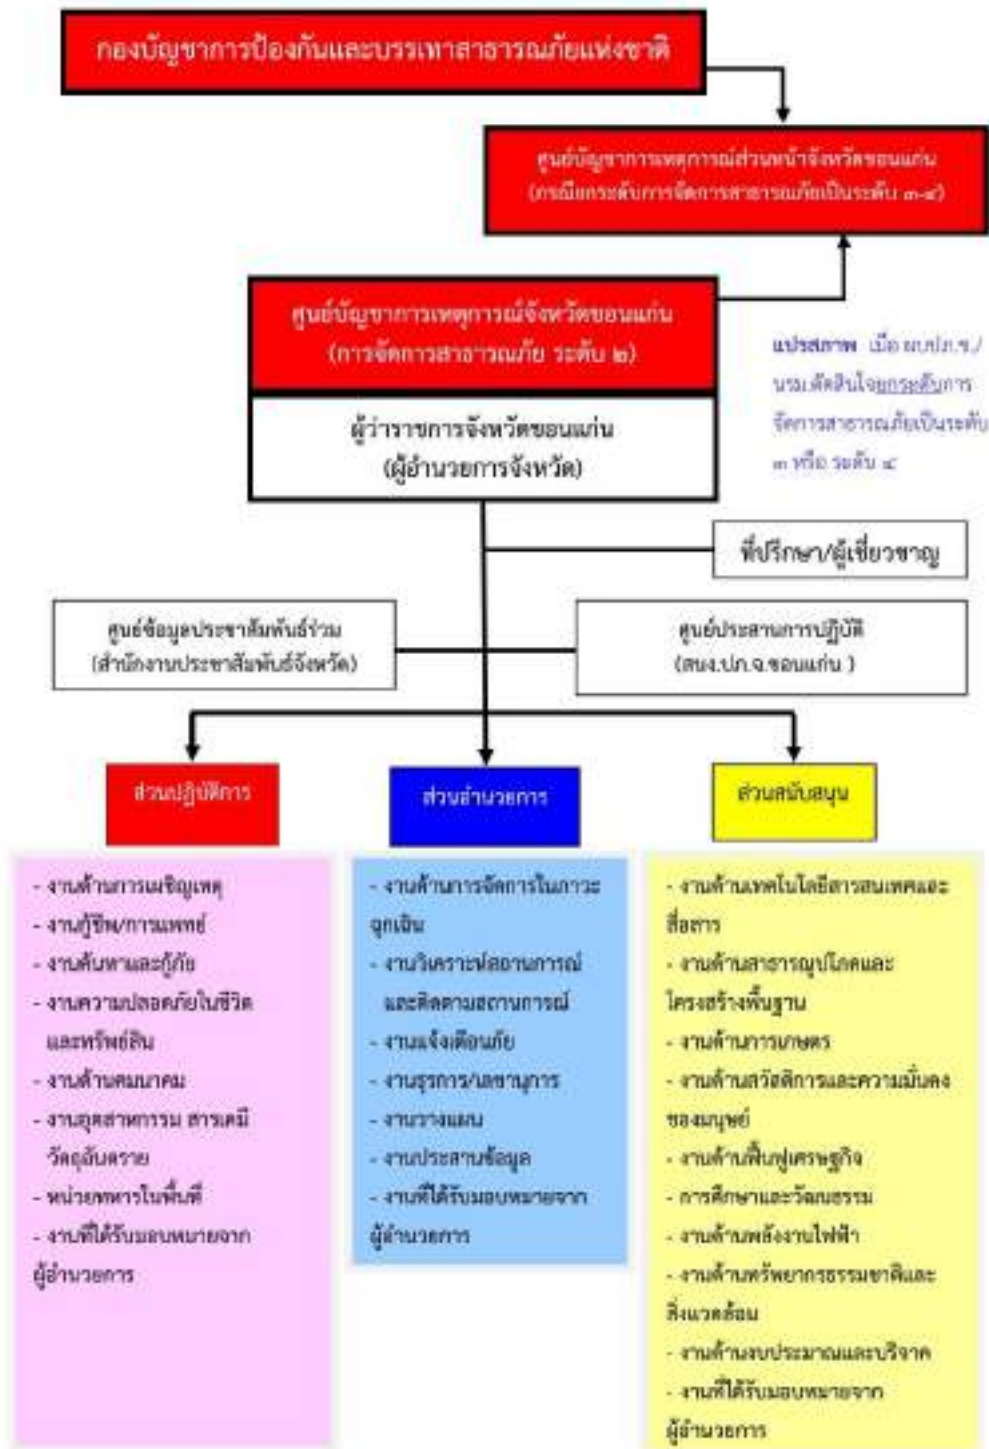 กองบัญชาการป้องกันและบรรเทาสาธารณภัยแห่งชาติ
ศูนย์บัญชาการเหตุการณ์ส่วนหน้าจังหวัดขอนแก่น
(กรณียกระดับการจัดการสาธารณภัยเป็นระดับ ๓-๔)
ศูนย์บัญชาการเหตุการณ์จังหวัดขอนแก่น
(การจัดการสาธารณภัย ระดับ ๒)
ผู้ว่าราชการจังหวัดขอนแก่น
(ผู้อำนวยการจังหวัด)
แปรสภาพ เมื่อ ผบปภ.ช./
นรม.ตัดสินใจยกระดับการ
จัดการสาธารณภัยเป็นระดับ
๓ หรือ ระดับ ๔
ที่ปรึกษา/ผู้เชี่ยวชาญ
ศูนย์ข้อมูลประชาสัมพันธ์ร่วม
(สำนักงานประชาสัมพันธ์จังหวัด)
ศูนย์ประสานการปฏิบัติ
(สนง.ปภ.จ.ขอนแก่น )
ส่วนปฏิบัติการ
- งานด้านการเผชิญเหตุ
- งานกู้ชีพ/การแพทย์
- งานค้นหาและกู้ภัย
- งานความปลอดภัยในชีวิต
และทรัพย์สิน
- งานด้านคมนาคม
- งานอุตสาหกรรม สารเคมี
วัตถุอันตราย
- หน่วยทหารในพื้นที่
- งานที่ได้รับมอบหมายจาก
ผู้อำนวยการ
ส่วนอำนวยการ
- งานด้านการจัดการในภาวะ
ฉุกเฉิน
- งานวิเคราะห์สถานการณ์
และติดตามสถานการณ์
- งานแจ้งเตือนภัย
- งานธุรการ/เลขานุการ
- งานวางแผน
- งานประสานข้อมูล
- งานที่ได้รับมอบหมายจาก
ผู้อำนวยการ
ส่วนสนับสนุน
- งานด้านเทคโนโลยีสารสนเทศและ
สื่อสาร
- งานด้านสาธารณูปโภคและ
โครงสร้างพื้นฐาน
- งานด้านการเกษตร
- งานด้านสวัสดิการและความมั่นคง
ของมนุษย์
- งานด้านฟื้นฟูเศรษฐกิจ
- การศึกษาและวัฒนธรรม
- งานด้านพลังงานไฟฟ้า
- งานด้านทรัพยากรธรรมชาติและ
สิ่งแวดล้อม
- งานด้านงบประมาณและบริจาค
- งานที่ได้รับมอบหมายจาก
ผู้อำนวยการ